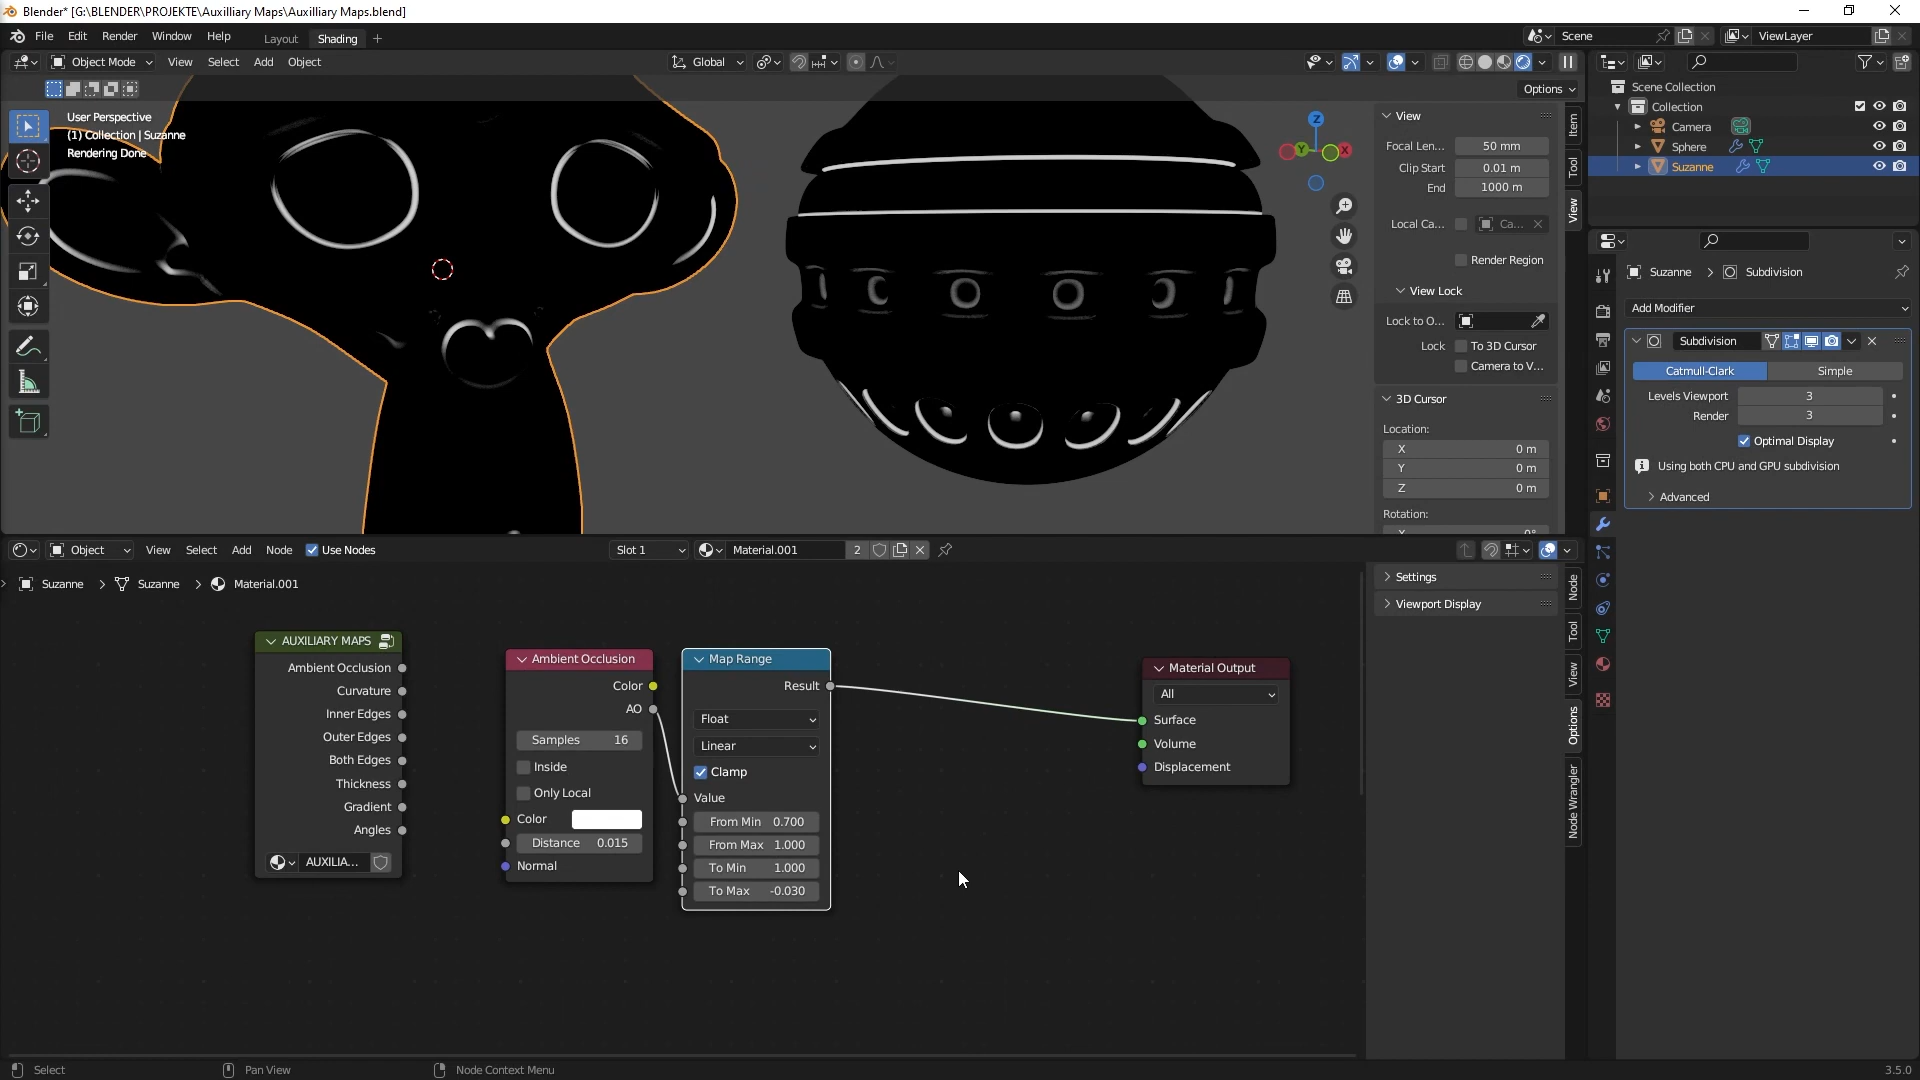 Blender* [G:\BLENDER\PROJEKTE\Auxilliary Maps\Auxilliary Maps.blend]
File Edit Render Window Help Layout Shading + Scene ViewLayer
Object Mode View Select Add Object Global
Options
User Perspective
(1) Collection | Suzanne
Rendering Done
Z
Y
X
View
Focal Len... 50 mm
Clip Start 0.01 m
End 1000 m
Local Ca... Ca...
Render Region
View Lock
Lock to O...
Lock To 3D Cursor
Camera to V...
3D Cursor
Location:
X 0 m
Y 0 m
Z 0 m
Rotation:
X 0°
Item
Tool
View
Scene Collection
Collection
Camera
Sphere
Suzanne
Suzanne > Subdivision
Add Modifier
Subdivision
Catmull-Clark Simple
Levels Viewport 3
Render 3
Optimal Display
Using both CPU and GPU subdivision
Advanced
Object View Select Add Node Use Nodes Slot 1 Material.001 2
Suzanne > Suzanne > Material.001
AUXILIARY MAPS
Ambient Occlusion
Curvature
Inner Edges
Outer Edges
Both Edges
Thickness
Gradient
Angles
AUXILIA...
Ambient Occlusion
Color
AO
Samples 16
Inside
Only Local
Color
Distance 0.015
Normal
Map Range
Result
Float
Linear
Clamp
Value
From Min 0.700
From Max 1.000
To Min 1.000
To Max -0.030
Material Output
All
Surface
Volume
Displacement
Settings
Viewport Display
Node
Tool
View
Options
Node Wrangler
Select Pan View Node Context Menu 3.5.0